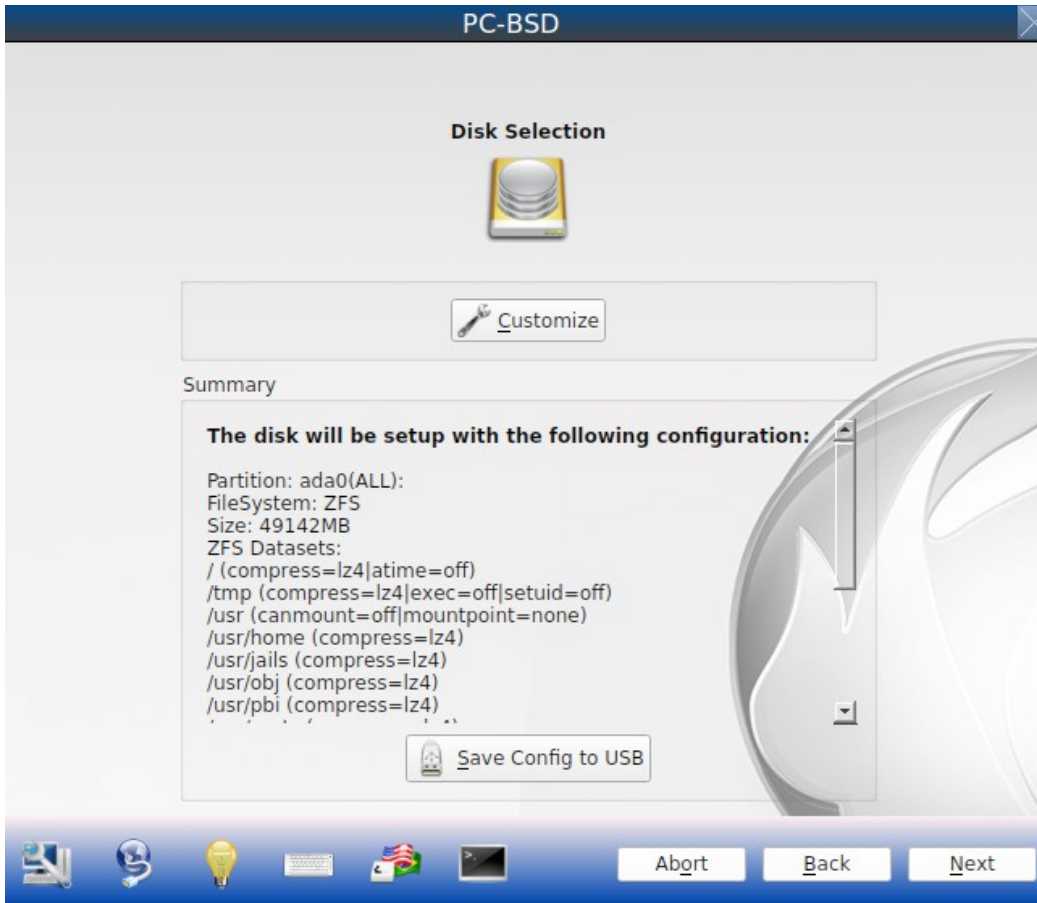 PC-BSD
Disk Selection
Customize
Summary
The disk will be setup with the following configuration:
Partition: ada0(ALL):
FileSystem: ZFS
Size: 49142MB
ZFS Datasets:
/ (compress=lz4|atime=off)
/tmp (compress=lz4|exec=off|setuid=off)
/usr (canmount=off|mountpoint=none)
/usr/home (compress=lz4)
/usr/jails (compress=lz4)
/usr/obj (compress=lz4)
/usr/pbi (compress=lz4)
Save Config to USB
Abort Back Next